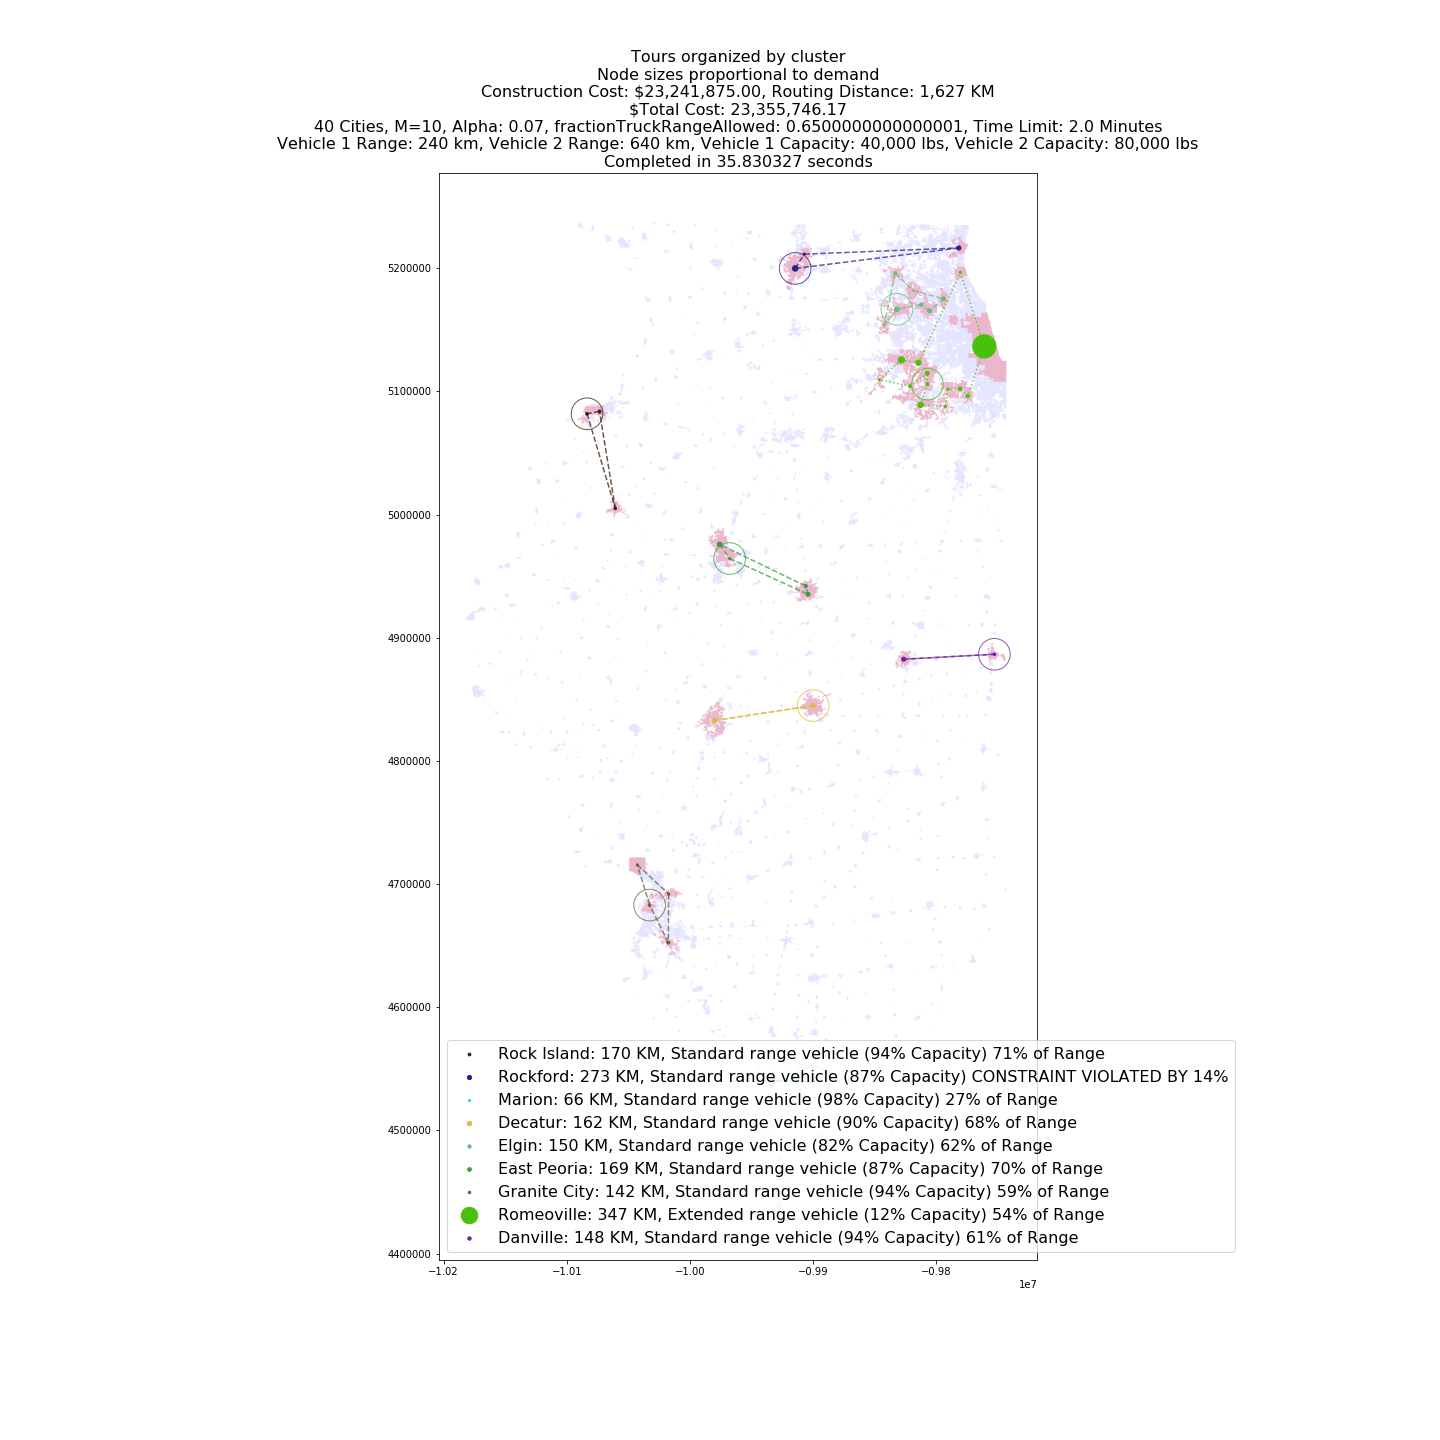 Tours organized by cluster
Node sizes proportional to demand
Construction Cost: $23,241,875.00, Routing Distance: 1,627 KM
$Total Cost: 23,355,746.17
40 Cities, M=10, Alpha: 0.07, fractionTruckRangeAllowed: 0.6500000000000001, Time Limit: 2.0 Minutes
Vehicle 1 Range: 240 km, Vehicle 2 Range: 640 km, Vehicle 1 Capacity: 40,000 lbs, Vehicle 2 Capacity: 80,000 lbs
Completed in 35.830327 seconds
5200000
5100000
5000000
4900000
4800000
4700000
4600000
4500000
4400000
Rock Island: 170 KM, Standard range vehicle (94% Capacity) 71% of Range
Rockford: 273 KM, Standard range vehicle (87% Capacity) CONSTRAINT VIOLATED BY 14%
Marion: 66 KM, Standard range vehicle (98% Capacity) 27% of Range
Decatur: 162 KM, Standard range vehicle (90% Capacity) 68% of Range
Elgin: 150 KM, Standard range vehicle (82% Capacity) 62% of Range
East Peoria: 169 KM, Standard range vehicle (87% Capacity) 70% of Range
Granite City: 142 KM, Standard range vehicle (94% Capacity) 59% of Range
Romeoville: 347 KM, Extended range vehicle (12% Capacity) 54% of Range
Danville: 148 KM, Standard range vehicle (94% Capacity) 61% of Range
−1.02 −1.01 −1.00 −0.99 −0.98
1e7